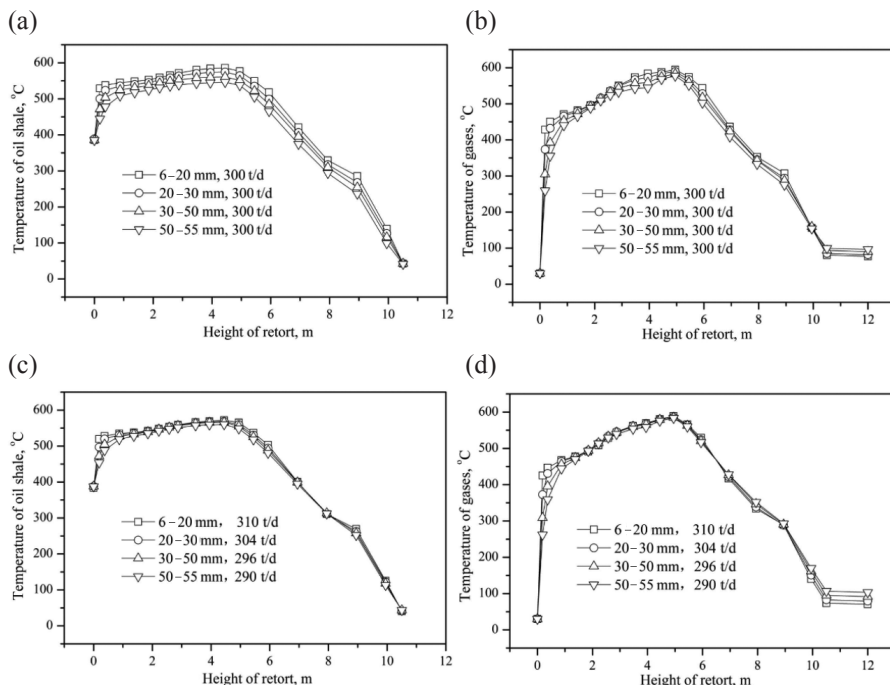 (a)
Temperature of oil shale, °C
600
500
400
300
200
100
0
6–20 mm, 300 t/d
20–30 mm, 300 t/d
30–50 mm, 300 t/d
50–55 mm, 300 t/d
0 2 4 6 8 10 12
Height of retort, m
(b)
Temperature of gases, °C
600
500
400
300
200
100
0
6–20 mm, 300 t/d
20–30 mm, 300 t/d
30–50 mm, 300 t/d
50–55 mm, 300 t/d
0 2 4 6 8 10 12
Height of retort, m
(c)
Temperature of oil shale, °C
600
500
400
300
200
100
0
6–20 mm, 310 t/d
20–30 mm, 304 t/d
30–50 mm, 296 t/d
50–55 mm, 290 t/d
0 2 4 6 8 10 12
Height of retort, m
(d)
Temperature of gases, °C
600
500
400
300
200
100
0
6–20 mm, 310 t/d
20–30 mm, 304 t/d
30–50 mm, 296 t/d
50–55 mm, 290 t/d
0 2 4 6 8 10 12
Height of retort, m